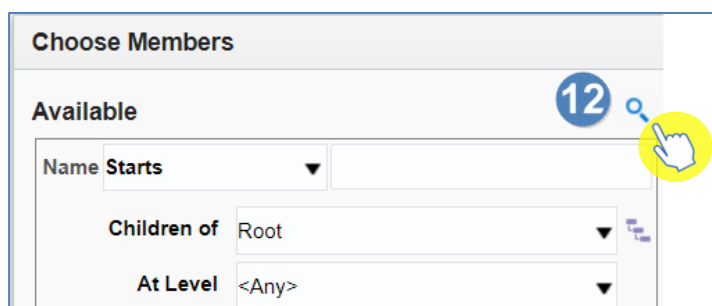 Choose Members
Available 12
Name Starts
Children of Root
At Level <Any>